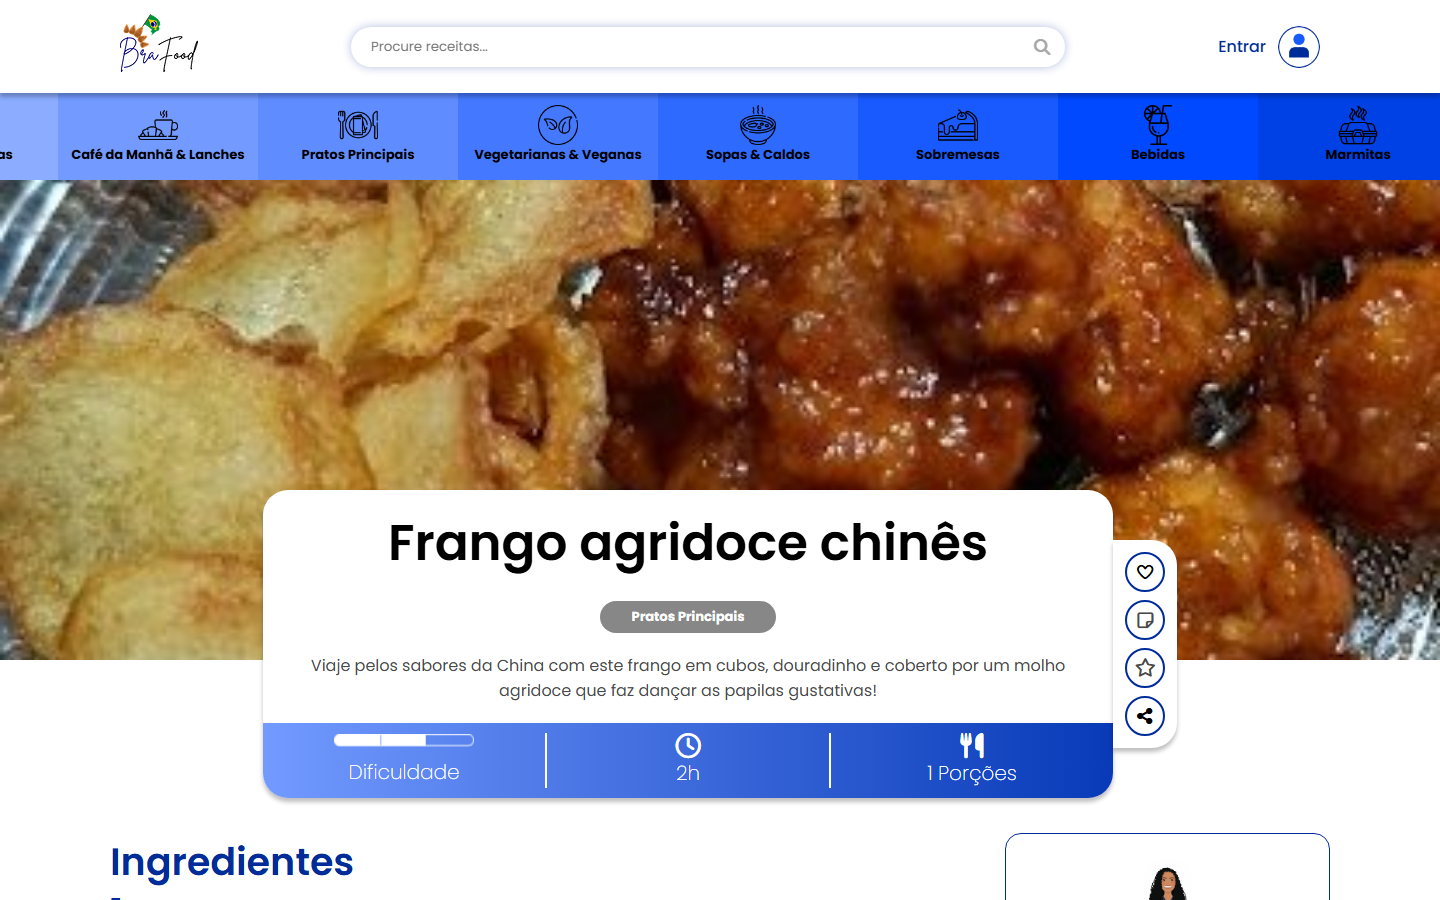 BraFood
Procure receitas...
Entrar
as
Café da Manhã & Lanches
Pratos Principais
Vegetarianas & Veganas
Sopas & Caldos
Sobremesas
Bebidas
Marmitas
Frango agridoce chinês
Pratos Principais
Viaje pelos sabores da China com este frango em cubos, douradinho e coberto por um molho
agridoce que faz dançar as papilas gustativas!
Dificuldade
2h
1 Porções
Ingredientes